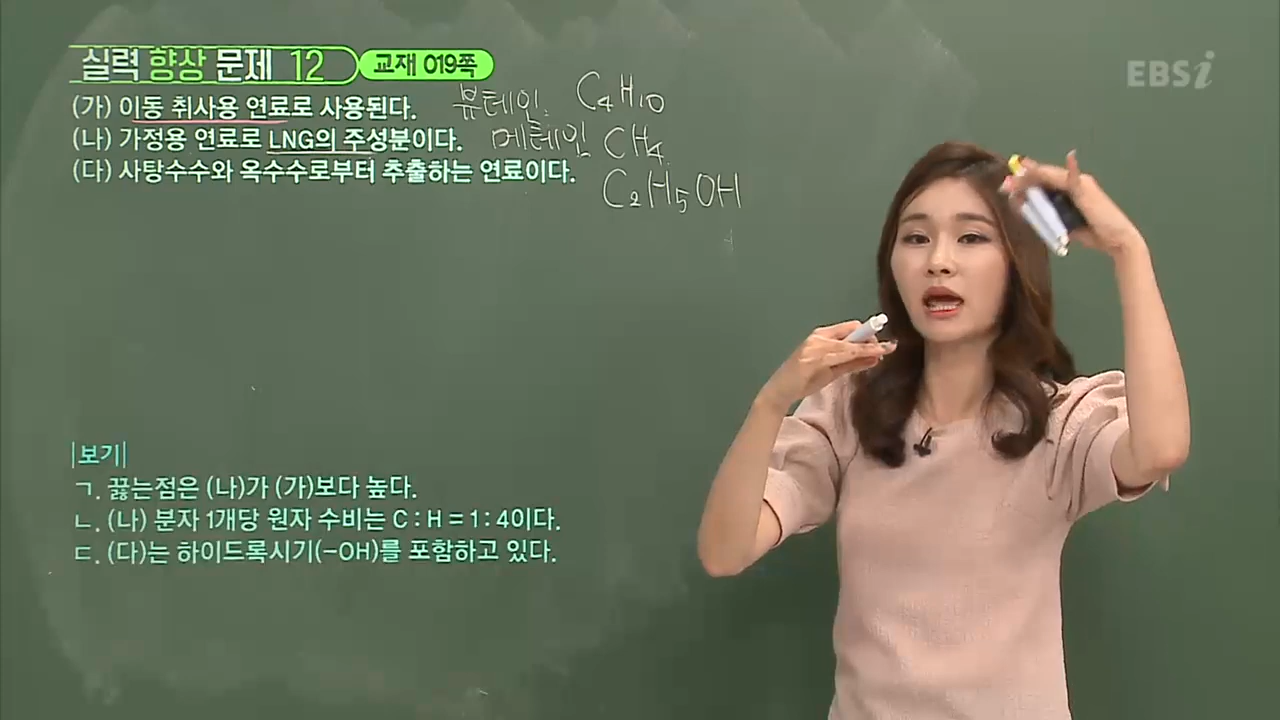 실력 향상 문제 12 교재 019쪽
EBSi
(가) 이동 취사용 연료로 사용된다. 뷰테인 C₄H₁₀
(나) 가정용 연료로 LNG의 주성분이다. 메테인 CH₄
(다) 사탕수수와 옥수수로부터 추출하는 연료이다. C₂H₅OH
|보기|
ㄱ. 끓는점은 (나)가 (가)보다 높다.
ㄴ. (나) 분자 1개당 원자 수비는 C : H = 1 : 4이다.
ㄷ. (다)는 하이드록시기(-OH)를 포함하고 있다.